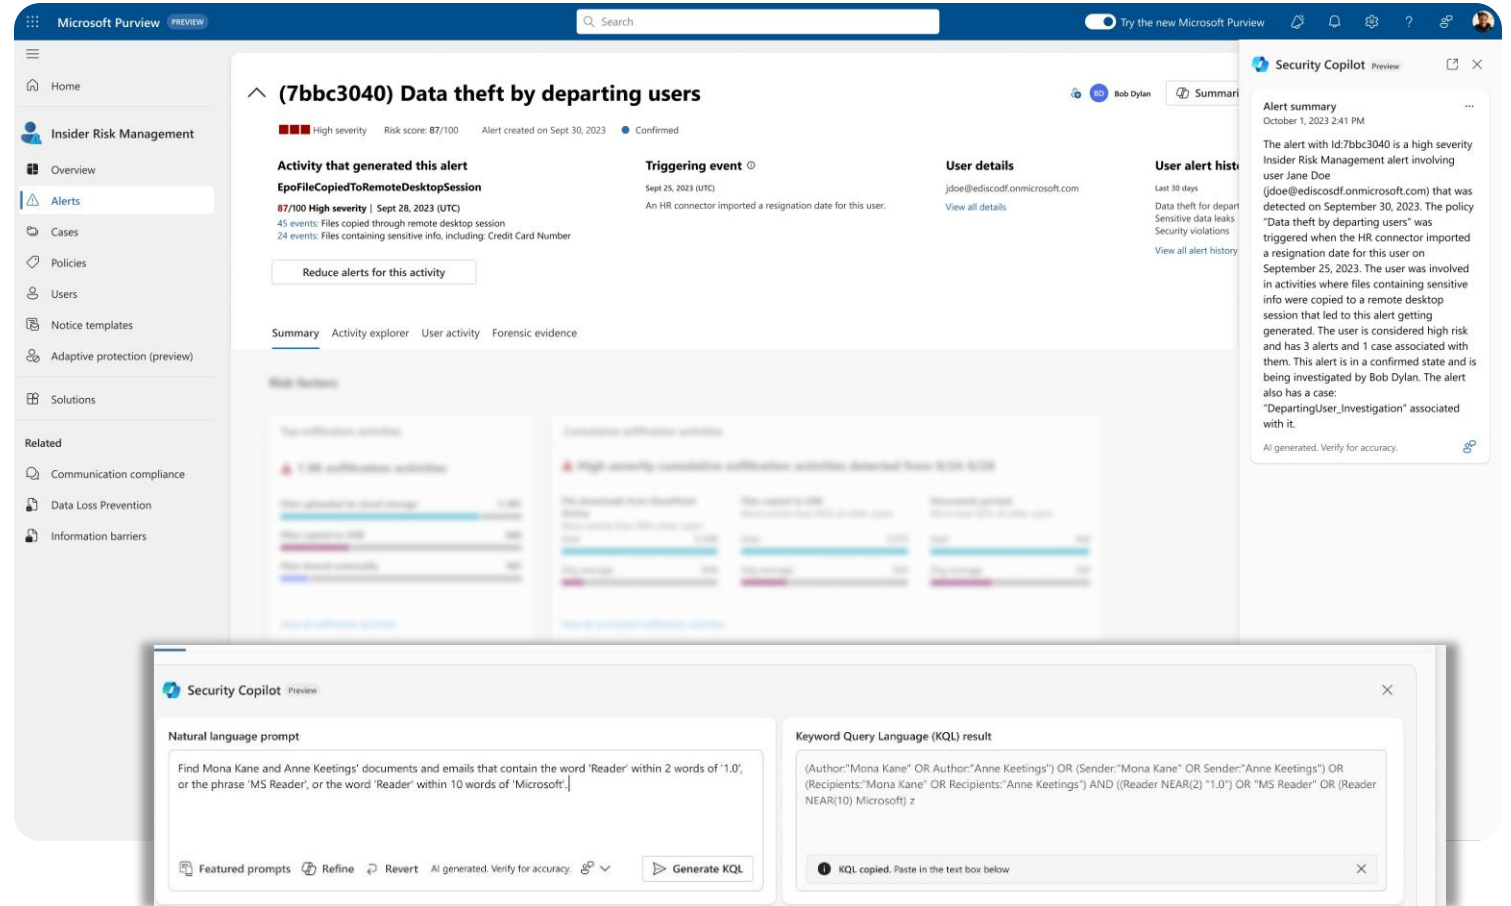 Microsoft Purview PREVIEW
Search
Try the new Microsoft Purview
Home
Insider Risk Management
Overview
Alerts
Cases
Policies
Users
Notice templates
Adaptive protection (preview)
Solutions
Related
Communication compliance
Data Loss Prevention
Information barriers
(7bbc3040) Data theft by departing users
BD Bob Dylan
Summari
High severity Risk score: 87/100 Alert created on Sept 30, 2023 Confirmed
Activity that generated this alert
EpoFileCopiedToRemoteDesktopSession
87/100 High severity | Sept 28, 2023 (UTC)
45 events: Files copied through remote desktop session
24 events: Files containing sensitive info, including: Credit Card Number
Reduce alerts for this activity
Triggering event
Sept 25, 2023 (UTC)
An HR connector imported a resignation date for this user.
User details
jdoe@ediscodf.onmicrosoft.com
View all details
User alert hist
Last 30 days
Data theft for depart
Sensitive data leaks
Security violations
View all alert history
Summary Activity explorer User activity Forensic evidence
Risk factors
Top exfiltration activities
Cumulative exfiltration activities
High severity cumulative exfiltration activities detected from 9/24-9/28
Security Copilot Preview
Alert summary
October 1, 2023 2:41 PM
The alert with Id:7bbc3040 is a high severity
Insider Risk Management alert involving
user Jane Doe
(jdoe@ediscosdf.onmicrosoft.com) that was
detected on September 30, 2023. The policy
"Data theft by departing users" was
triggered when the HR connector imported
a resignation date for this user on
September 25, 2023. The user was involved
in activities where files containing sensitive
info were copied to a remote desktop
session that led to this alert getting
generated. The user is considered high risk
and has 3 alerts and 1 case associated with
them. This alert is in a confirmed state and is
being investigated by Bob Dylan. The alert
also has a case:
"DepartingUser_Investigation" associated
with it.
AI generated. Verify for accuracy.
Security Copilot Preview
Natural language prompt
Find Mona Kane and Anne Keetings' documents and emails that contain the word 'Reader' within 2 words of '1.0',
or the phrase 'MS Reader', or the word 'Reader' within 10 words of 'Microsoft'.
Featured prompts Refine Revert AI generated. Verify for accuracy. Generate KQL
Keyword Query Language (KQL) result
(Author:"Mona Kane" OR Author:"Anne Keetings") OR (Sender:"Mona Kane" OR Sender:"Anne Keetings") OR
(Recipients:"Mona Kane" OR Recipients:"Anne Keetings") AND ((Reader NEAR(2) "1.0") OR "MS Reader" OR (Reader
NEAR(10) Microsoft) z
KQL copied. Paste in the text box below